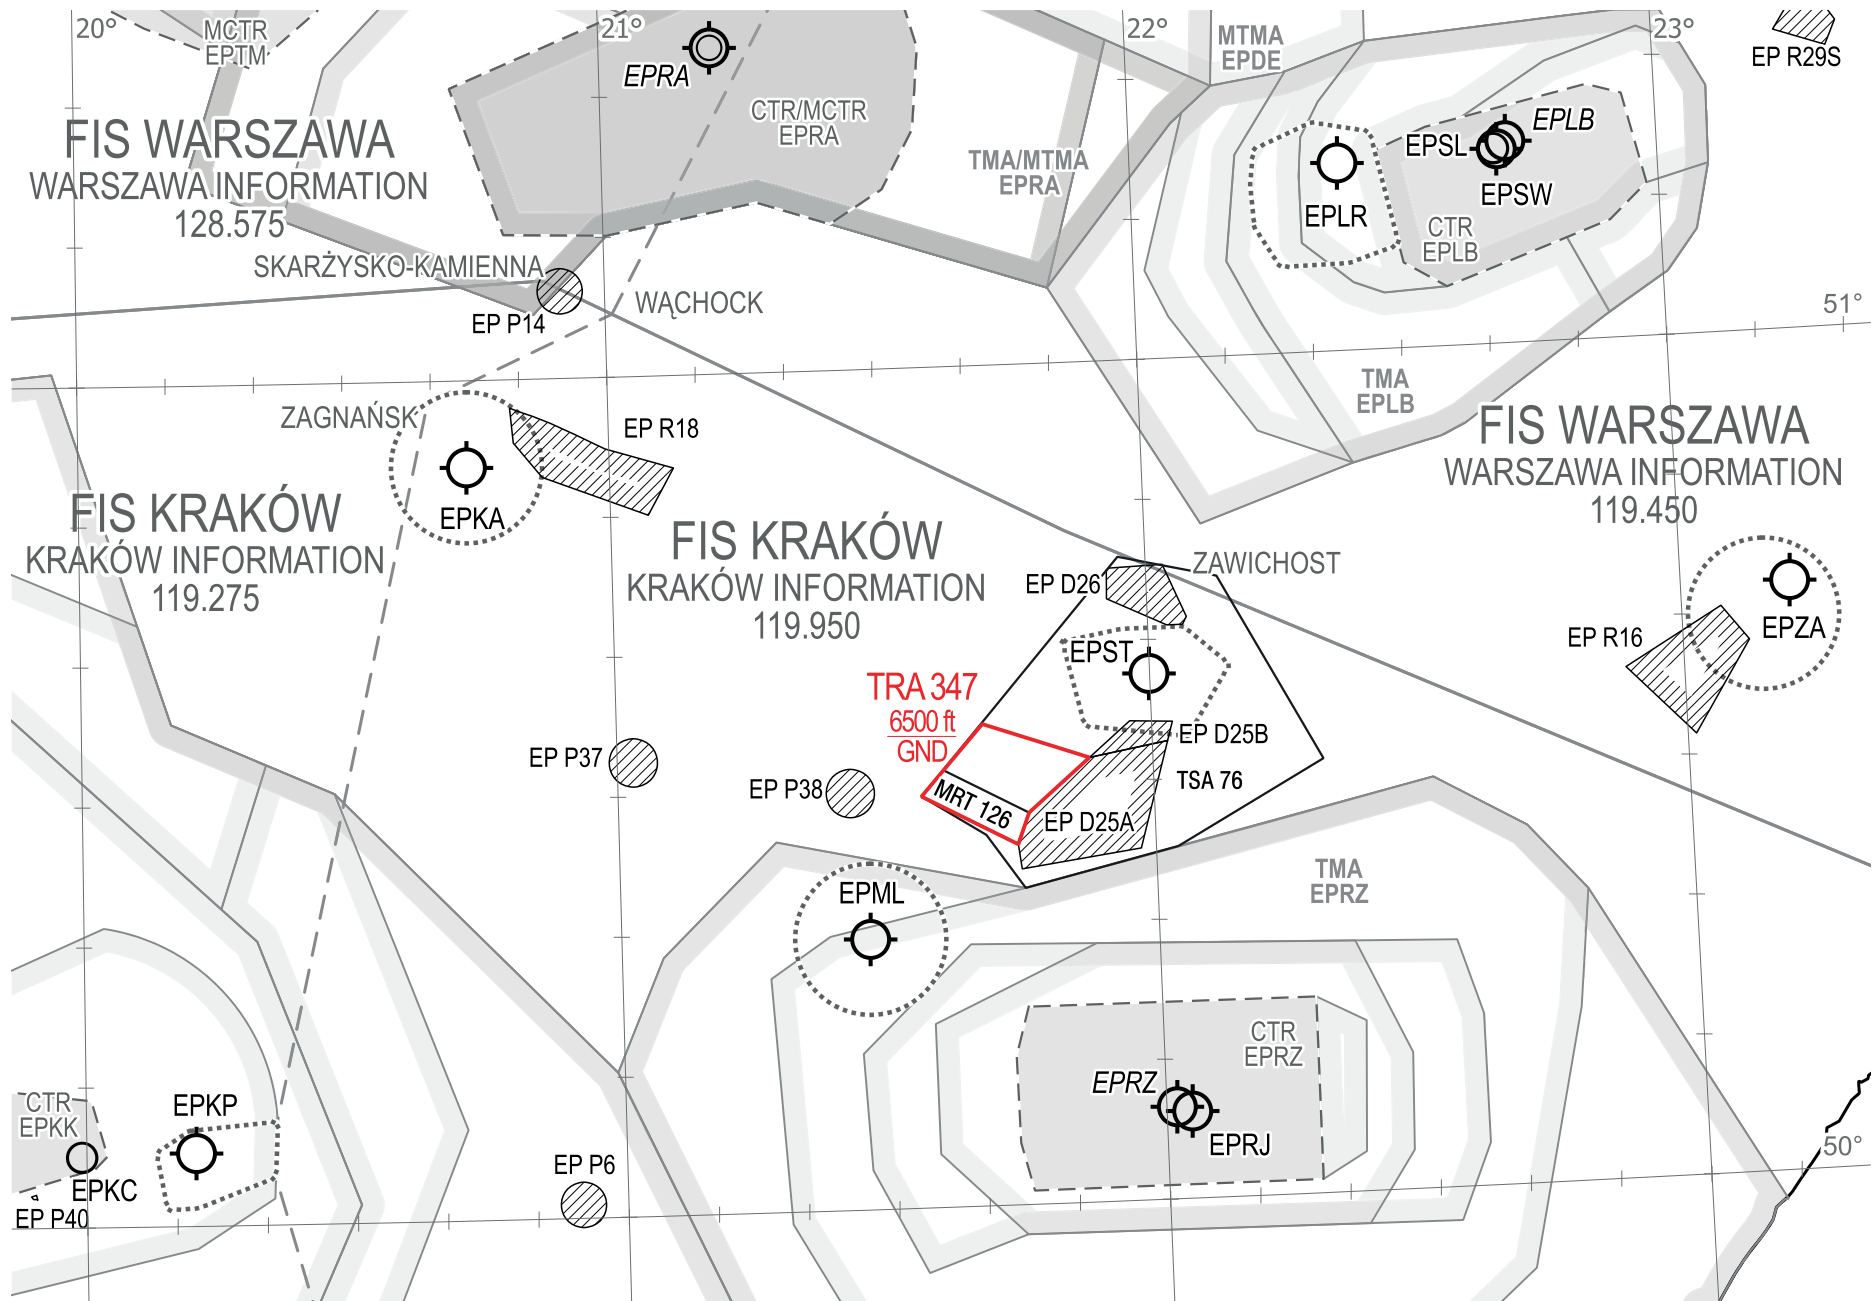 20°
MCTR
EPTM
21°
EPRA
CTR/MCTR
EPRA
22°
MTMA
EPDE
23°
EP R29S
FIS WARSZAWA
WARSZAWA INFORMATION
128.575
TMA/MTMA
EPRA
EPLB
EPSL
EPSW
EPLR
CTR
EPLB
SKARŻYSKO-KAMIENNA
WĄCHOCK
EP P14
51°
TMA
EPLB
ZAGNAŃSK
EP R18
EPKA
FIS WARSZAWA
WARSZAWA INFORMATION
119.450
FIS KRAKÓW
KRAKÓW INFORMATION
119.275
FIS KRAKÓW
KRAKÓW INFORMATION
119.950
ZAWICHOST
EP D26
EPST
EP R16
EPZA
TRA 347
6500 ft
GND
EP D25B
TSA 76
EP P37
EP P38
MRT 126
EP D25A
EPML
TMA
EPRZ
CTR
EPRZ
EPRZ
EPRJ
CTR
EPKK
EPKP
EPKC
EP P40
EP P6
50°